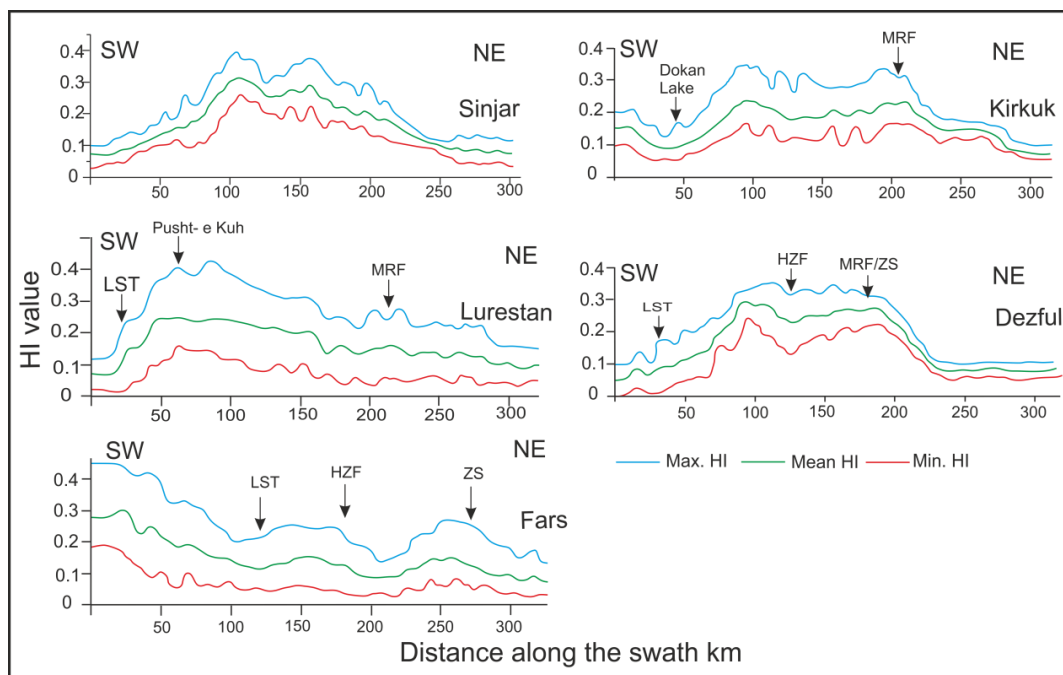 SW
NE
Sinjar
0.4
0.3
0.2
0.1
0
50
100
150
200
250
300
SW
NE
Kirkuk
Dokan
Lake
MRF
0.4
0.3
0.2
0.1
0
50
100
150
200
250
300
HI value
SW
NE
Lurestan
LST
Pusht- e Kuh
MRF
0.4
0.3
0.2
0.1
0
50
100
150
200
250
300
SW
NE
Dezful
LST
HZF
MRF/ZS
0.4
0.3
0.2
0.1
0
50
100
150
200
250
300
Max. HI
Mean HI
Min. HI
SW
NE
Fars
LST
HZF
ZS
0.4
0.3
0.2
0.1
0
50
100
150
200
250
300
Distance along the swath km